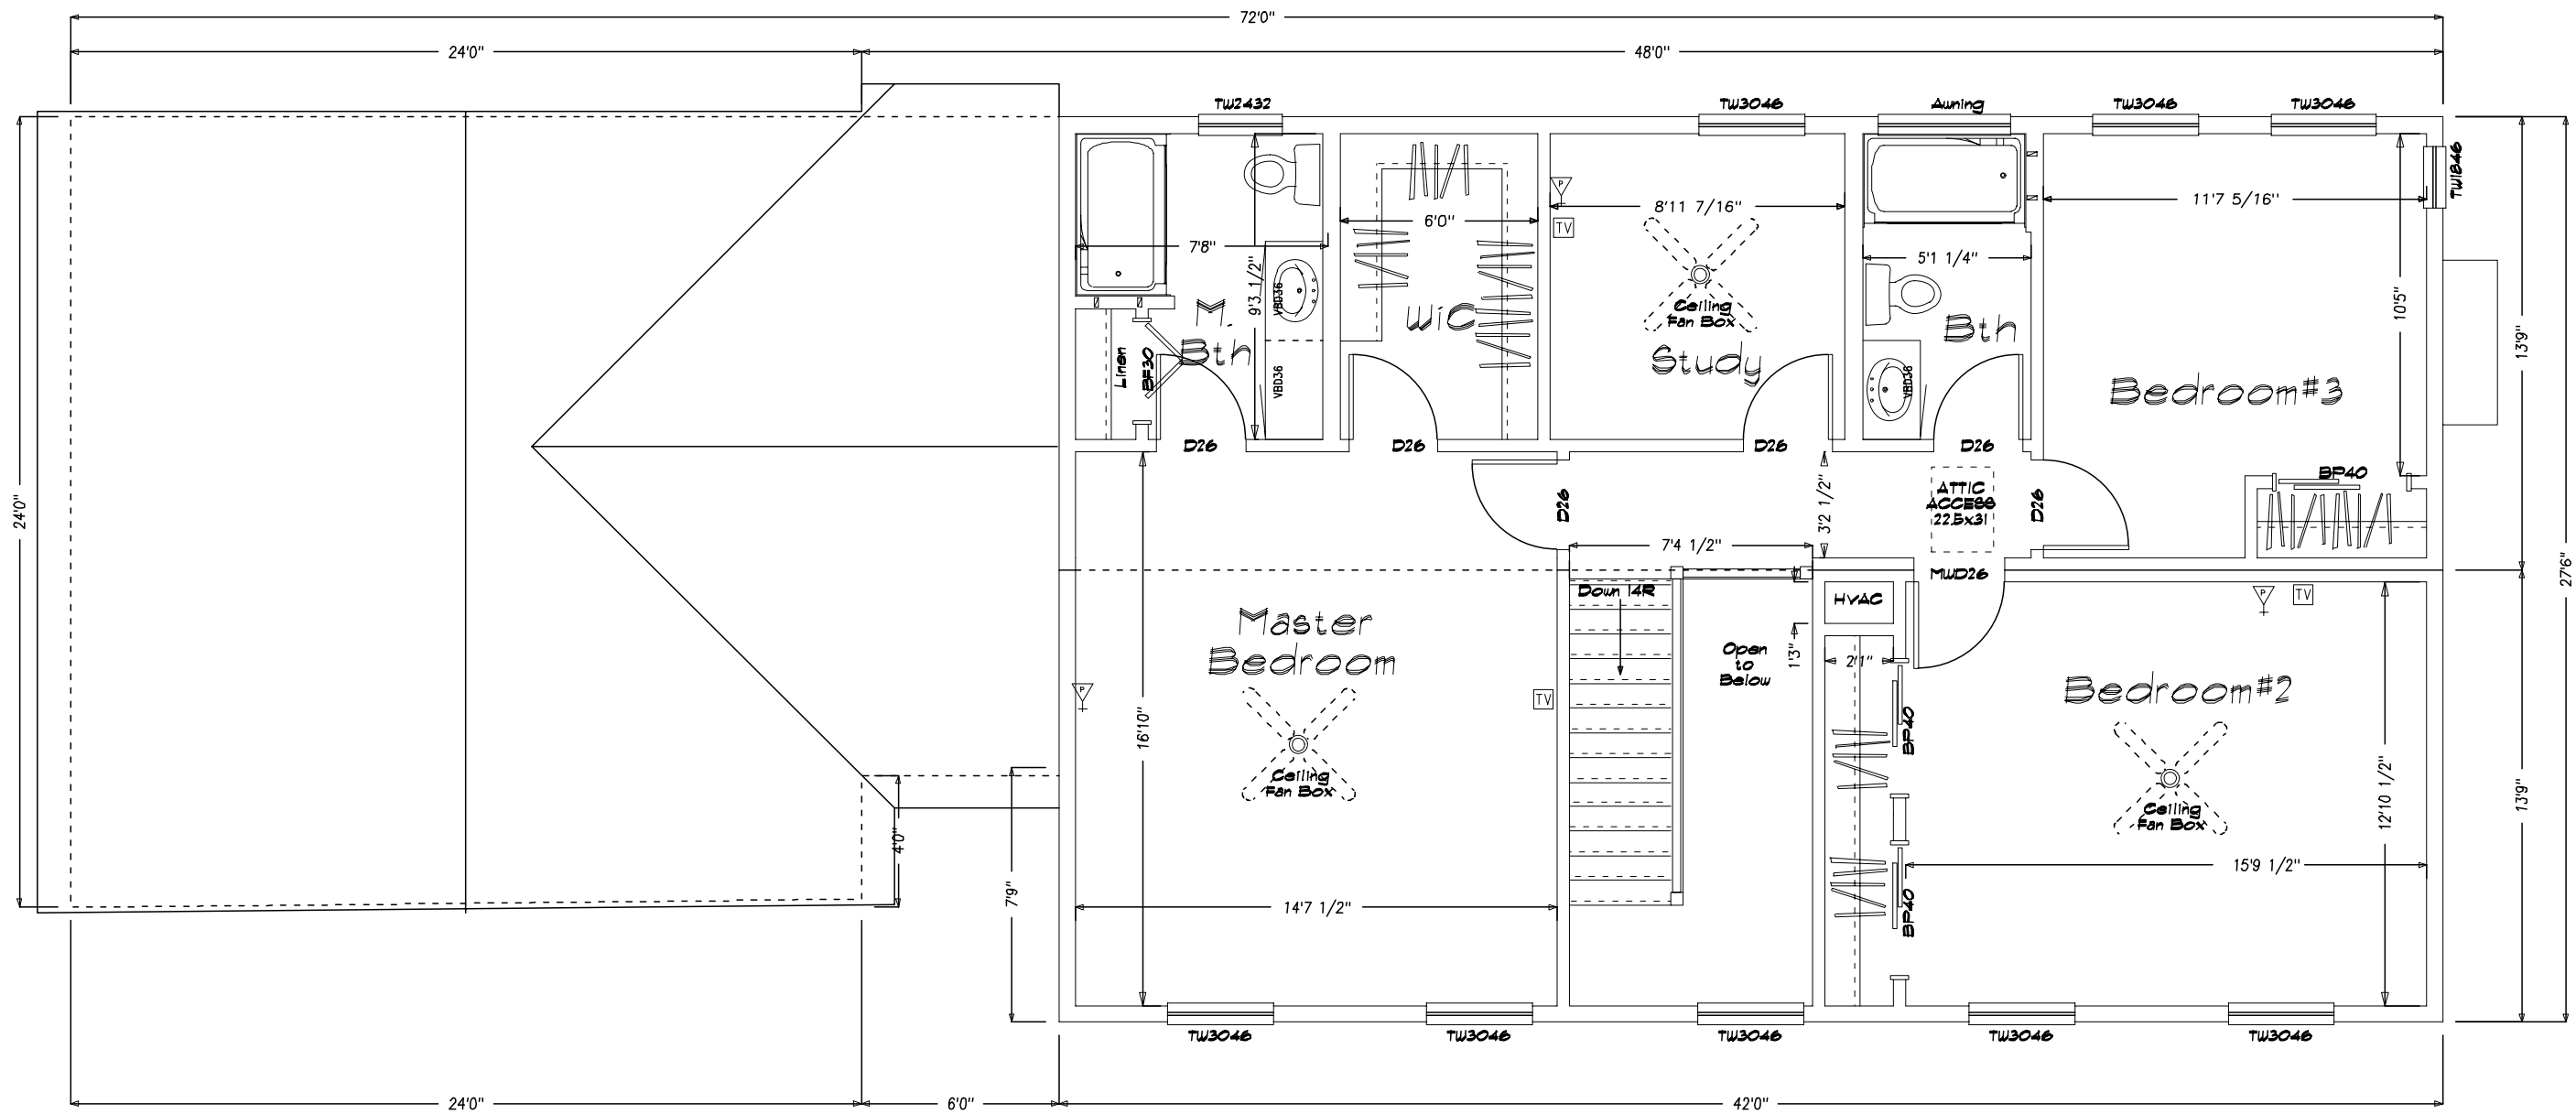 72'0"
24'0"
48'0"
TW2432
TW3046
Awning
TW3046
TW3046
TW1846
P
TV
7'8"
6'0"
8'11 7/16"
5'1 1/4"
11'7 5/16"
9'3 1/2"
VBD36
10'5"
13'9"
27'6"
M.
Bth
WiC
Ceiling
Fan Box
Study
Bth
Linen
BF30
VBD36
VBD36
Bedroom#3
D26
D26
D26
D26
BP40
24'0"
D26
3'2 1/2"
ATTIC
ACCESS
22.5x31
D26
7'4 1/2"
MWD26
Down 14R
HVAC
P
TV
Master
Bedroom
Open
to
Below
1'3"
2'1"
Bedroom#2
P
TV
16'10"
BP40
Ceiling
Fan Box
Ceiling
Fan Box
12'10 1/2"
13'9"
4'0"
7'9"
14'7 1/2"
BP40
15'9 1/2"
TW3046
TW3046
TW3046
TW3046
TW3046
24'0"
6'0"
42'0"